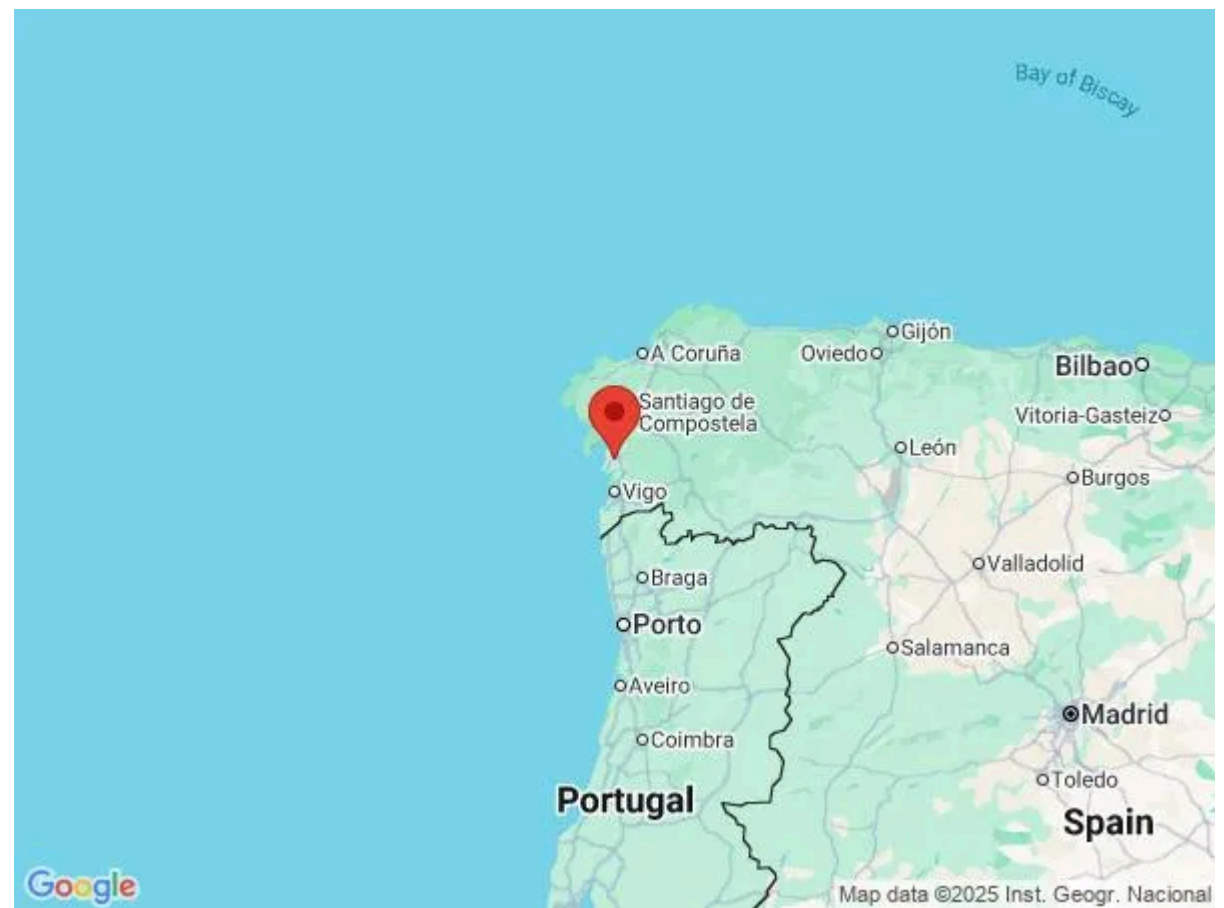 Bay of Biscay
Gijón
A Coruña
Oviedo
Bilbao
Santiago de
Compostela
Vitoria-Gasteiz
León
Burgos
Vigo
Valladolid
Braga
Porto
Salamanca
Aveiro
Madrid
Coimbra
Toledo
Portugal
Spain
Google
Map data ©2025 Inst. Geogr. Nacional